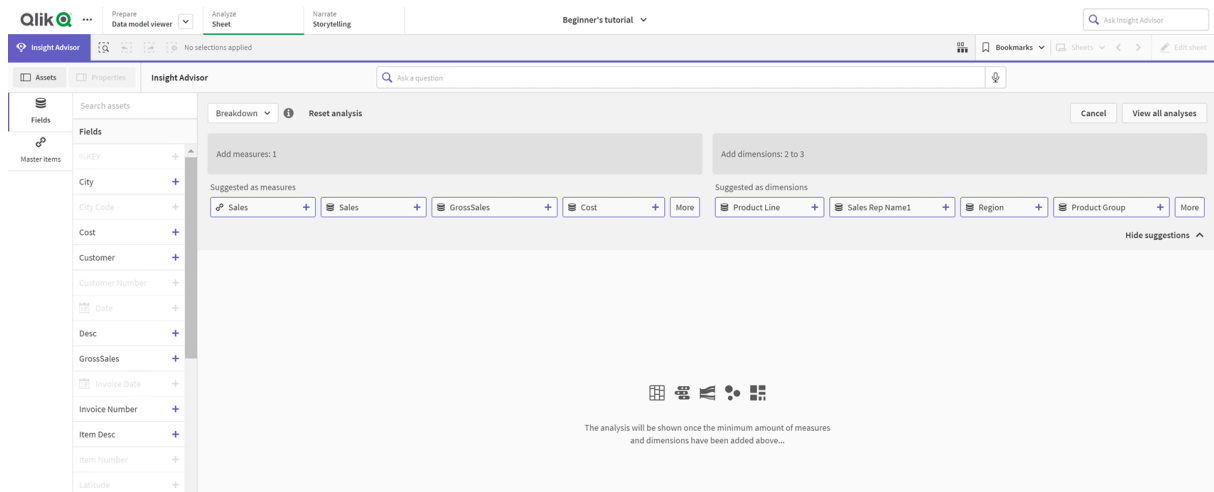 Qlik
Prepare
Data model viewer
Analyze
Sheet
Narrate
Storytelling
Beginner's tutorial
Ask Insight Advisor
Insight Advisor
No selections applied
Bookmarks
Sheets
Edit sheet
Assets
Properties
Insight Advisor
Ask a question
Fields
Master items
Search assets
Fields
%KEY
City
City Code
Cost
Customer
Customer Number
Date
Desc
GrossSales
Invoice Date
Invoice Number
Item Desc
Item Number
Latitude
Breakdown
Reset analysis
Cancel
View all analyses
Add measures: 1
Add dimensions: 2 to 3
Suggested as measures
Sales
Sales
GrossSales
Cost
More
Suggested as dimensions
Product Line
Sales Rep Name1
Region
Product Group
More
Hide suggestions
The analysis will be shown once the minimum amount of measures
and dimensions have been added above...